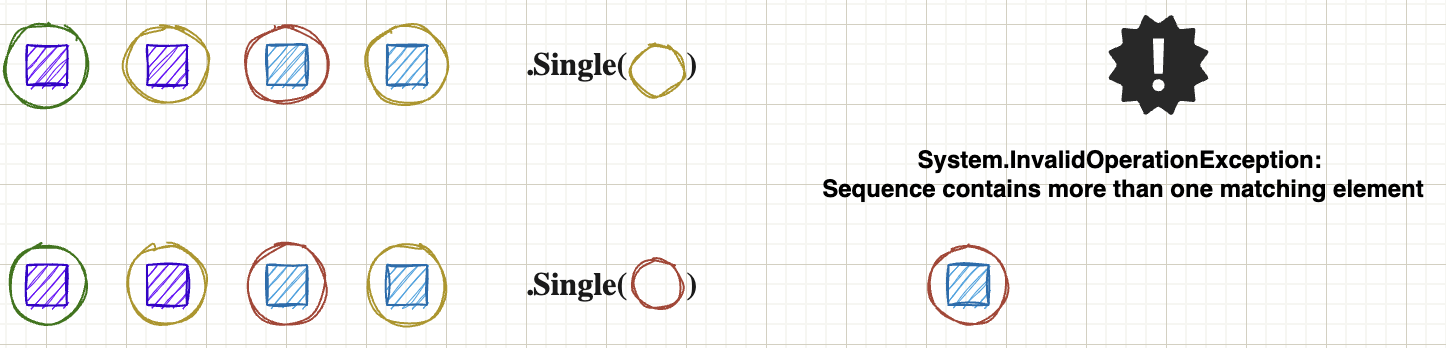 .Single( )
System.InvalidOperationException:
Sequence contains more than one matching element
.Single( )